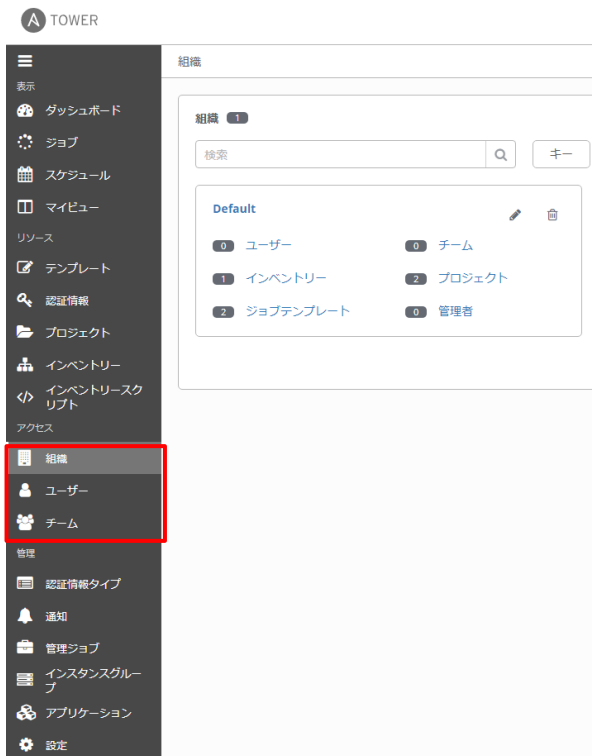 A TOWER
表示
ダッシュボード
ジョブ
スケジュール
マイビュー
リソース
テンプレート
認証情報
プロジェクト
インベントリー
インベントリースク
リプト
アクセス
組織
ユーザー
チーム
管理
認証情報タイプ
通知
管理ジョブ
インスタンスグルー
プ
アプリケーション
設定
組織
組織 1
検索
キー
Default
0 ユーザー
0 チーム
1 インベントリー
2 プロジェクト
2 ジョブテンプレート
0 管理者